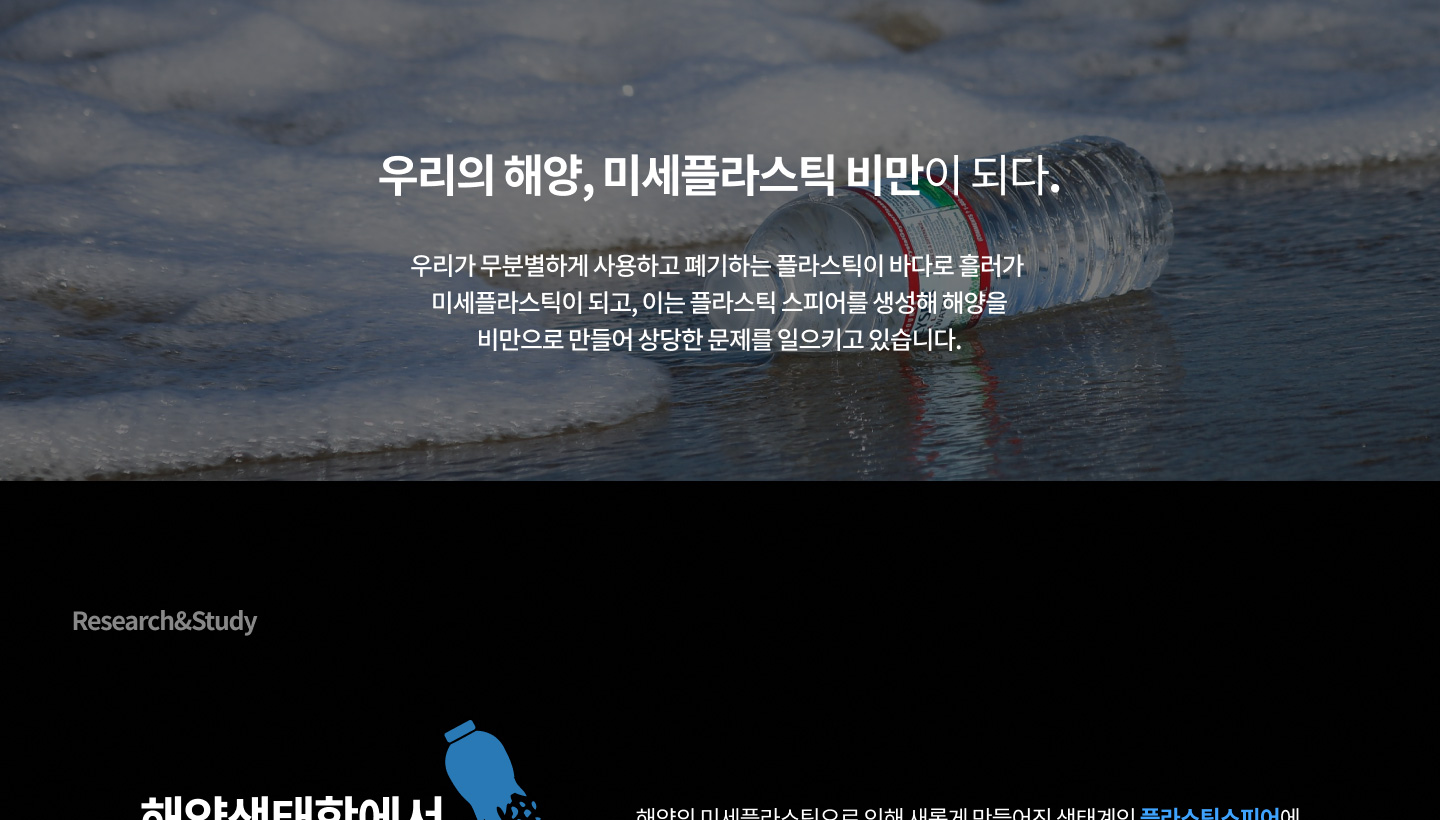 우리의 해양, 미세플라스틱 비만이 되다.
우리가 무분별하게 사용하고 폐기하는 플라스틱이 바다로 흘러가
미세플라스틱이 되고, 이는 플라스틱 스피어를 생성해 해양을
비만으로 만들어 상당한 문제를 일으키고 있습니다.
Research&Study
해양생태학에서
해양의 미세플라스틱으로 인해 새롭게 만들어진 생태계인 플라스틱스피어에